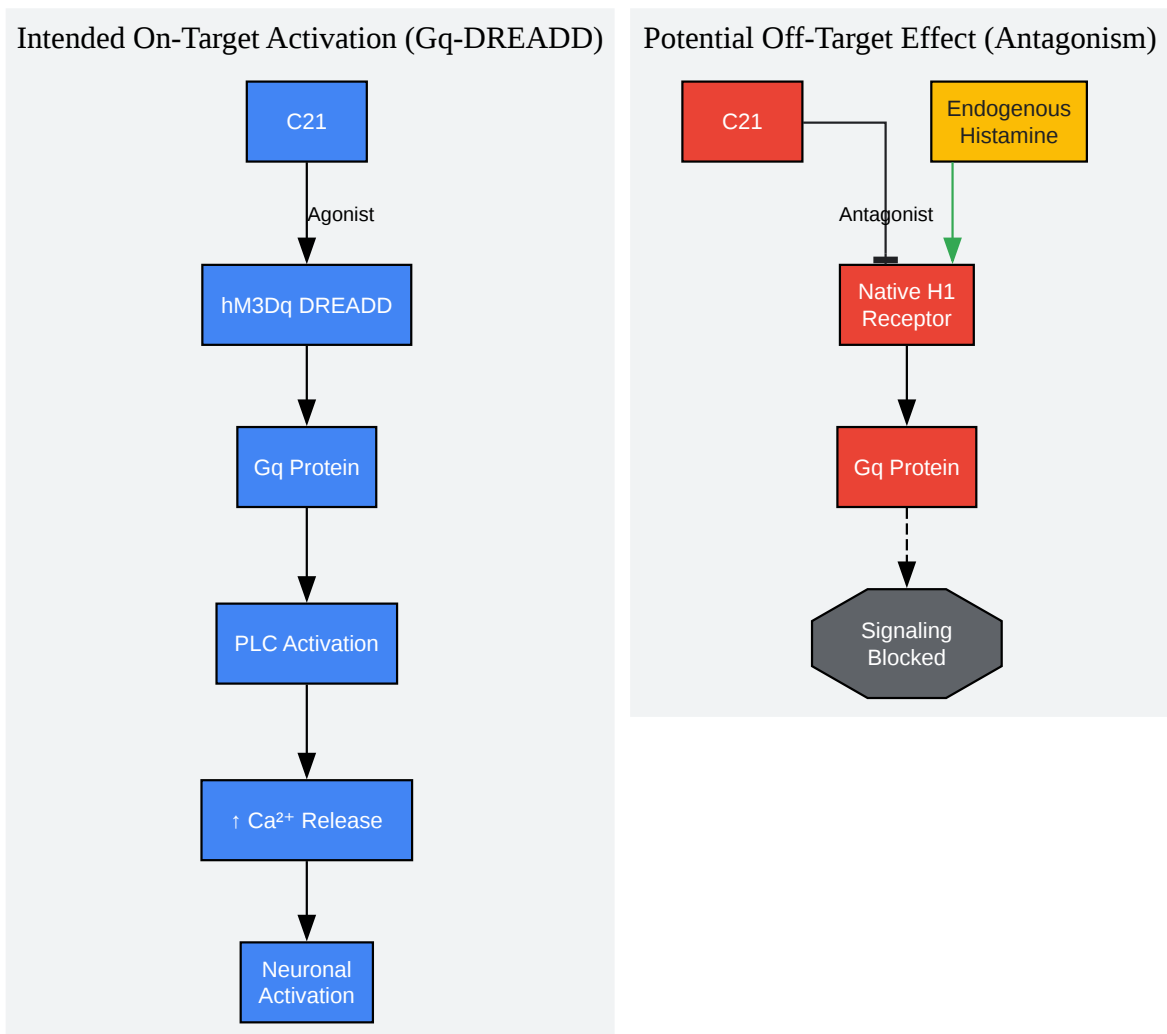 Intended On-Target Activation (Gq-DREADD)
C21
Agonist
hM3Dq DREADD
Gq Protein
PLC Activation
↑ Ca²⁺ Release
Neuronal
Activation
Potential Off-Target Effect (Antagonism)
C21
Endogenous
Histamine
Antagonist
Native H1
Receptor
Gq Protein
Signaling
Blocked